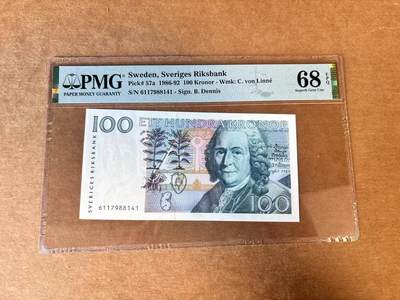 PMG
PAPER MONEY GUARANTY
Sweden, Sveriges Riksbank
Pick# 57a 1986-92 100 Kronor - Wmk: C. von Linné
S/N 6117988141 - Sign. B. Dennis
68 EPQ
Superb Gem Unc
100 ETT HUNDRA KRONOR
SVERIGES RIKSBANK
6117988141
100